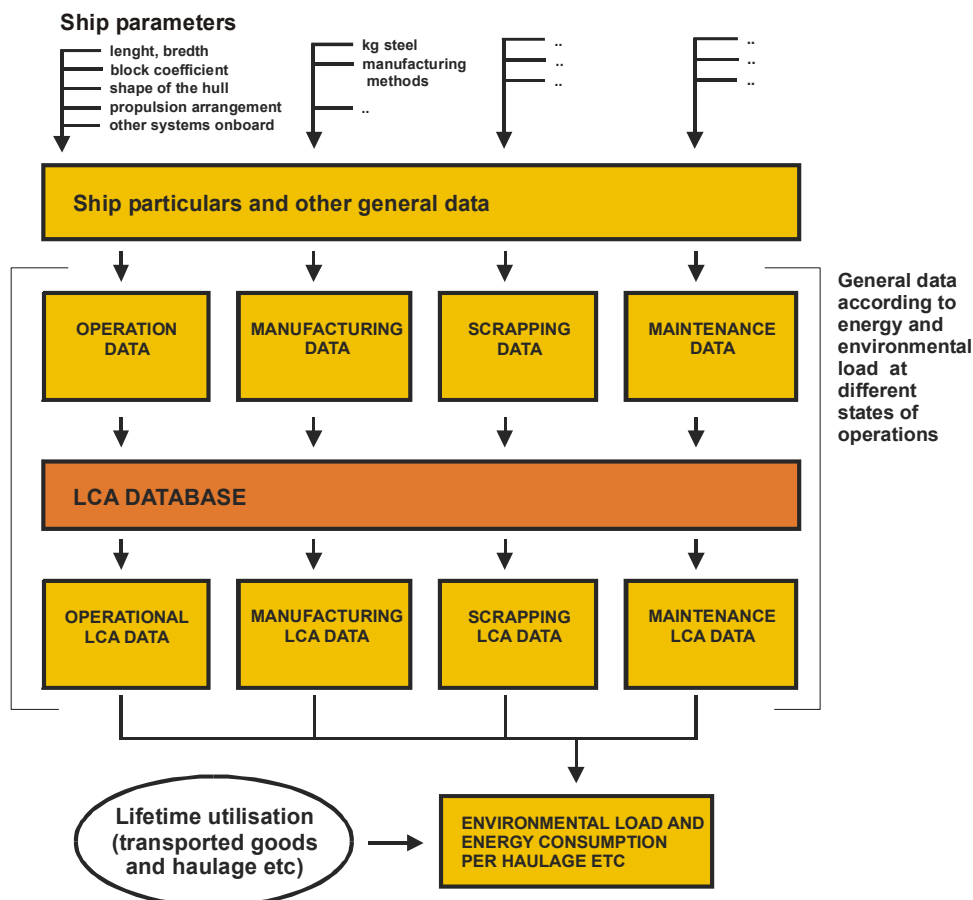 Ship parameters
lenght, bredth
block coefficient
shape of the hull
propulsion arrangement
other systems onboard
kg steel
manufacturing
methods
..
..
..
..
..
..
..
Ship particulars and other general data
OPERATION
DATA
MANUFACTURING
DATA
SCRAPPING
DATA
MAINTENANCE
DATA
General data
according to
energy and
environmental
load at
different
states of
operations
LCA DATABASE
OPERATIONAL
LCA DATA
MANUFACTURING
LCA DATA
SCRAPPING
LCA DATA
MAINTENANCE
LCA DATA
Lifetime utilisation
(transported goods
and haulage etc)
ENVIRONMENTAL LOAD AND
ENERGY CONSUMPTION
PER HAULAGE ETC